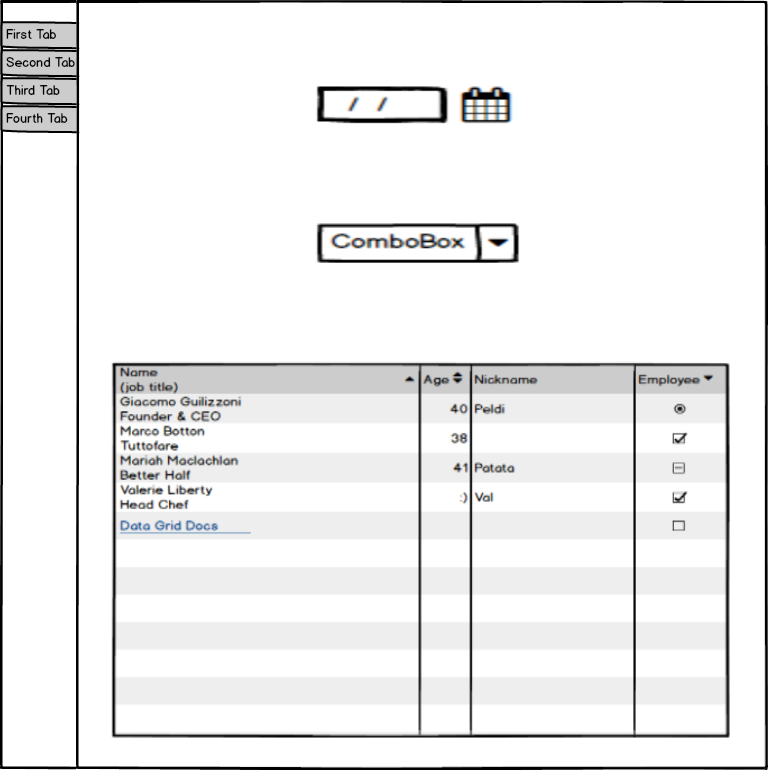 First Tab
Second Tab
Third Tab
Fourth Tab
/ /
ComboBox
Name
(job title)
Age
Nickname
Employee
Giacomo Guilizzoni
Founder & CEO
40
Peldi
Marco Botton
Tuttofare
38
Mariah Maclachlan
Better Half
41
Patata
Valerie Liberty
Head Chef
:)
Val
Data Grid Docs